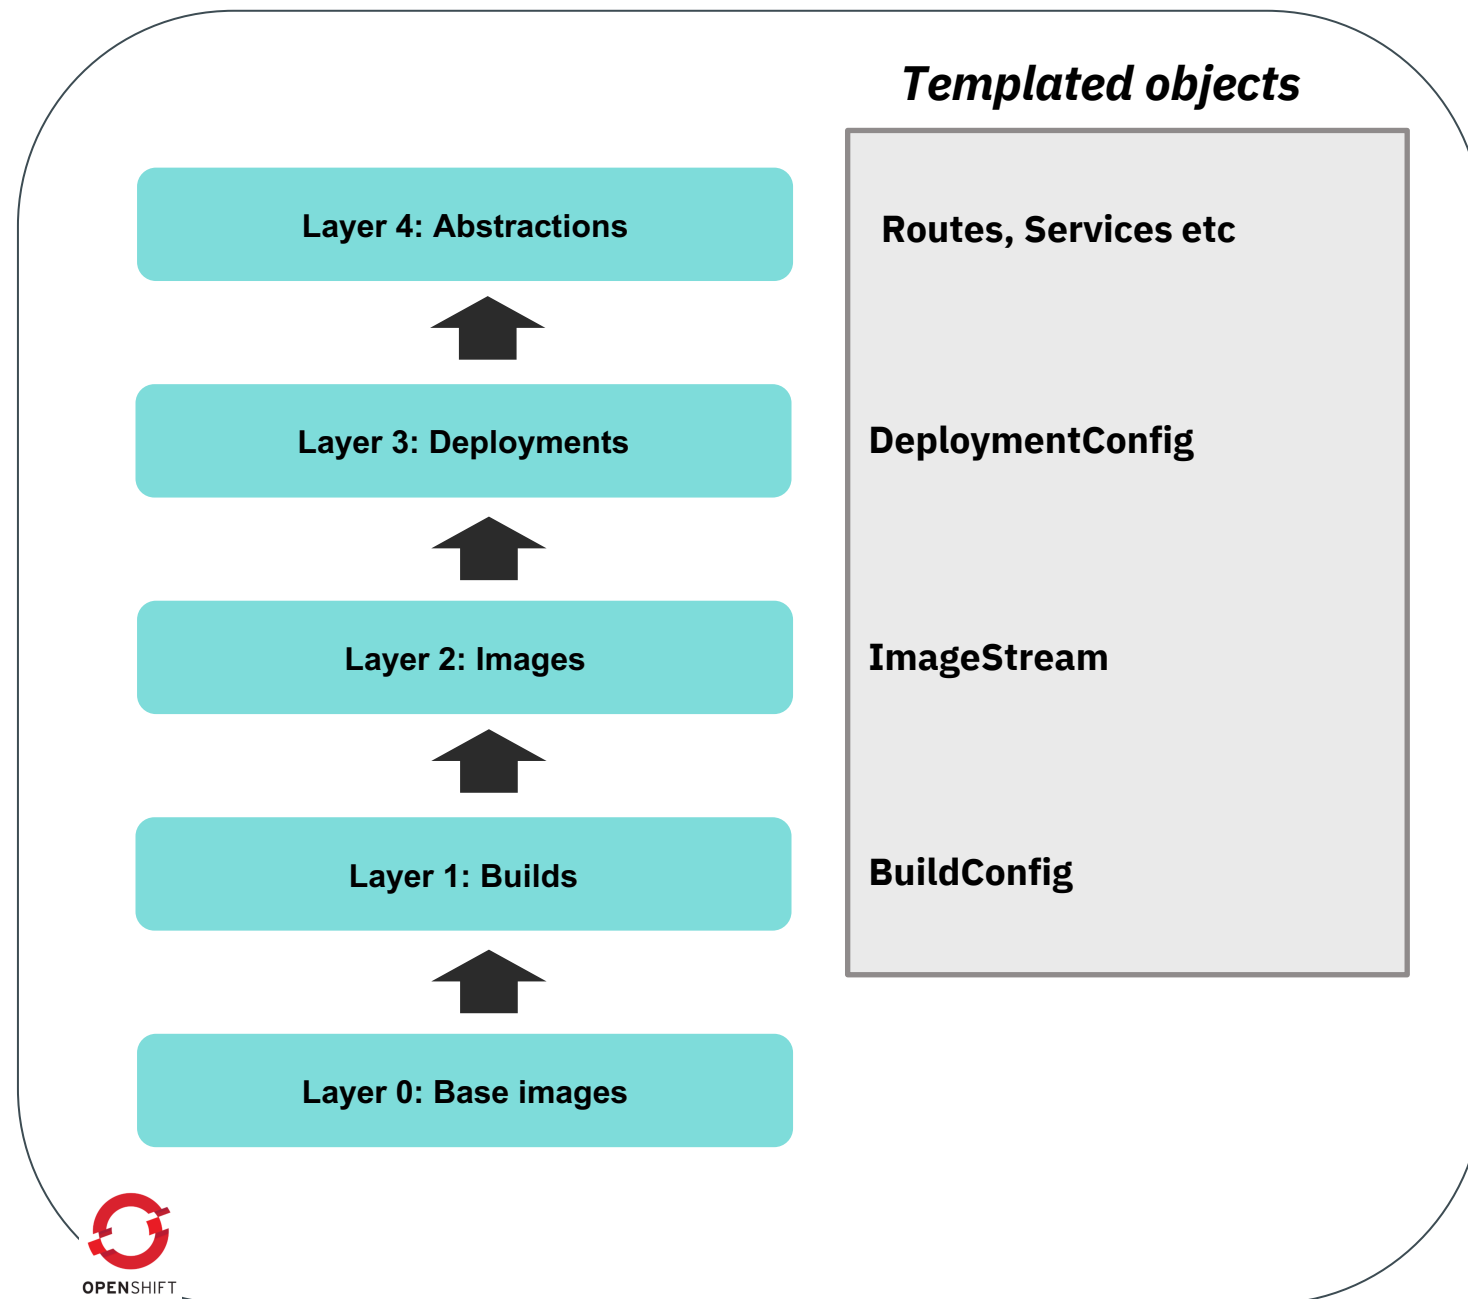 Templated objects
Layer 4: Abstractions
Routes, Services etc
Layer 3: Deployments
DeploymentConfig
Layer 2: Images
ImageStream
Layer 1: Builds
BuildConfig
Layer 0: Base images
OPENSHIFT